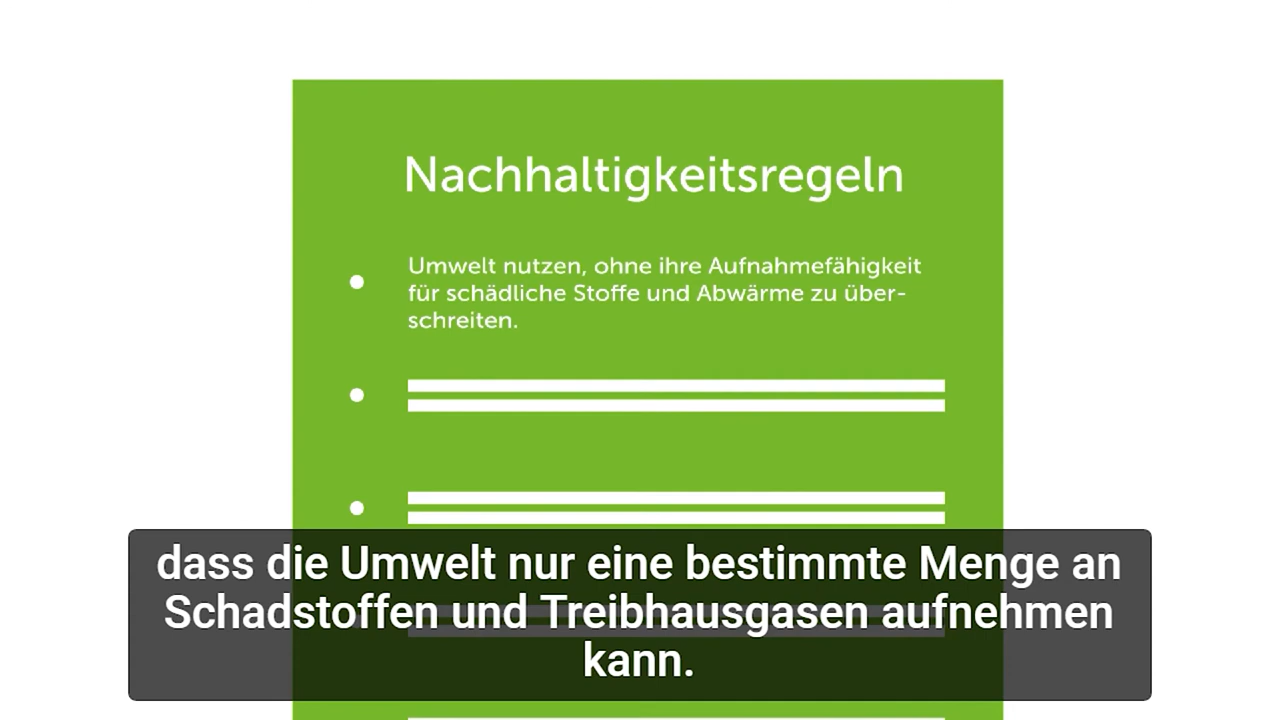 Nachhaltigkeitsregeln
Umwelt nutzen, ohne ihre Aufnahmefähigkeit
für schädliche Stoffe und Abwärme zu über-
schreiten.
dass die Umwelt nur eine bestimmte Menge an
Schadstoffen und Treibhausgasen aufnehmen
kann.